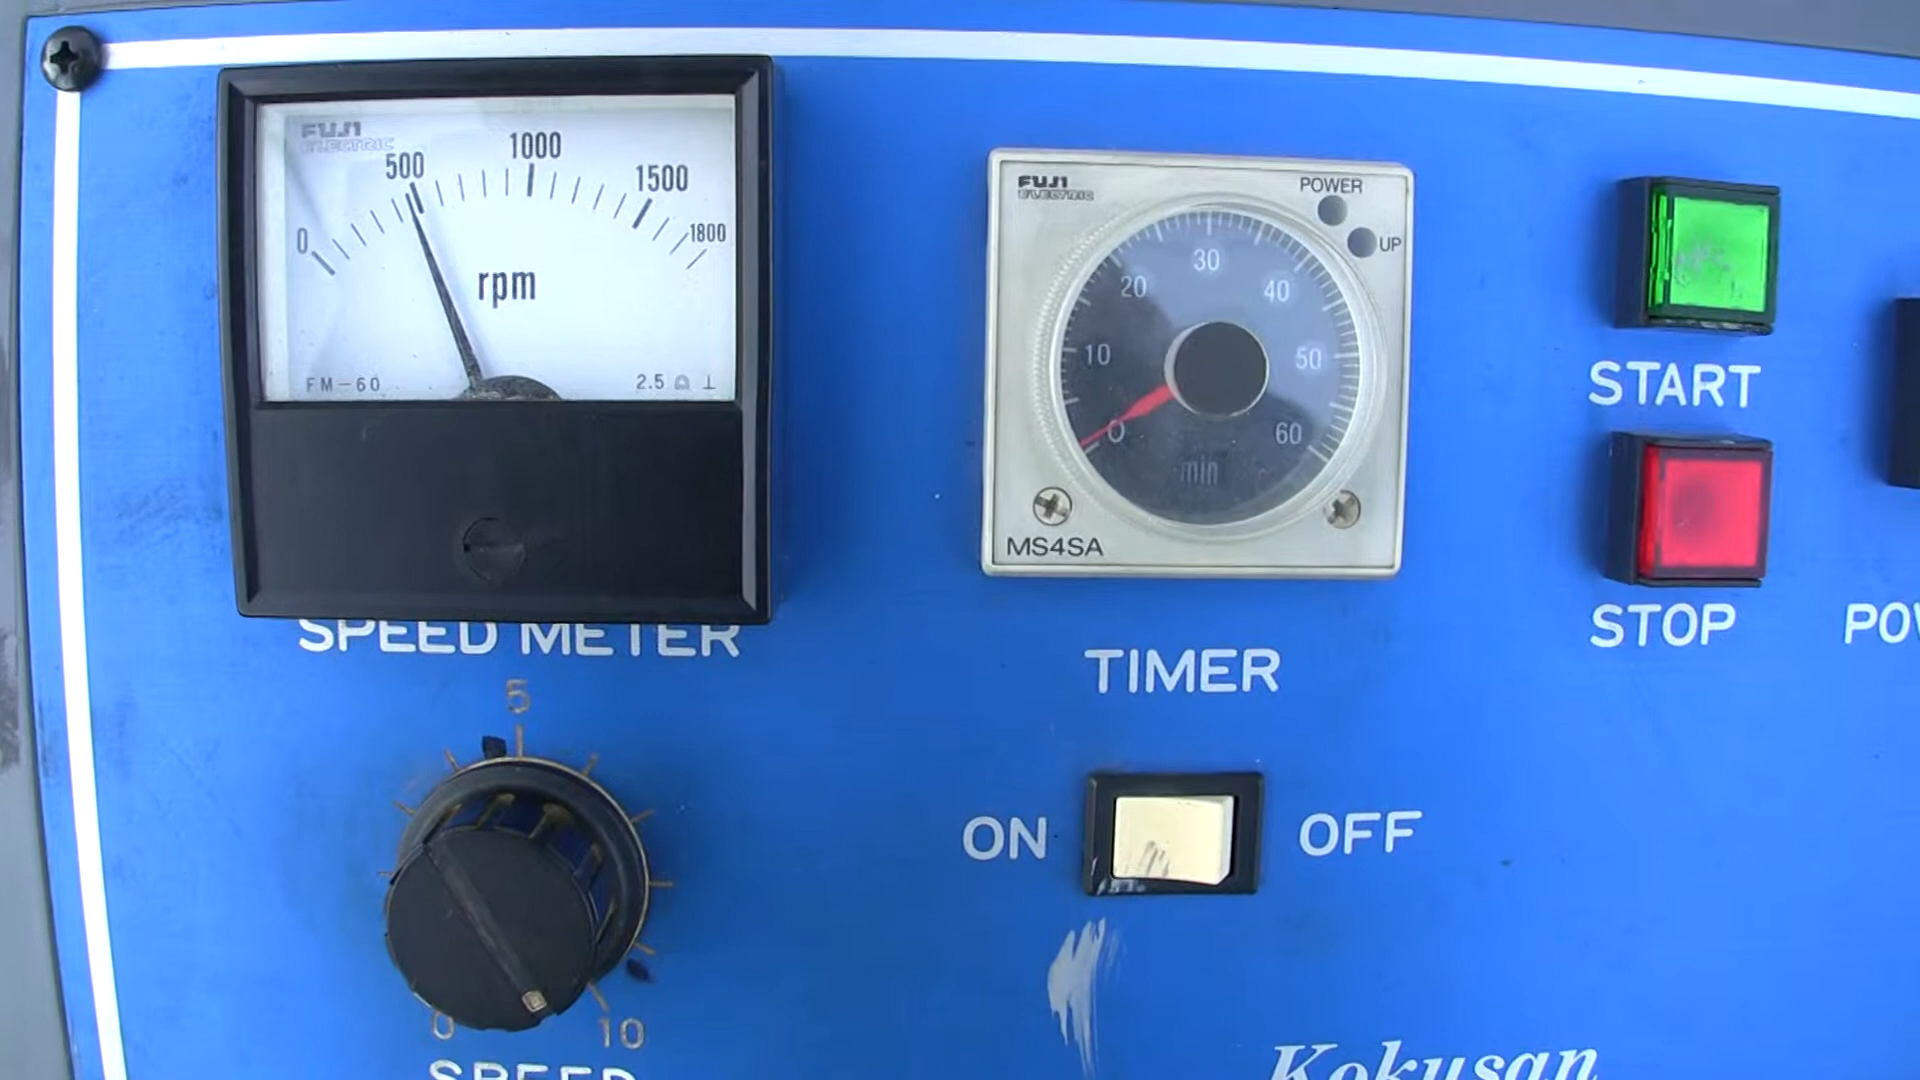 FUJI
ELECTRIC
0 500 1000 1500 1800
rpm
FM-60
2.5
SPEED METER
FUJI
ELECTRIC
POWER
UP
0 10 20 30 40 50 60
min
MS4SA
TIMER
START
STOP
5
0 10
SPEED
ON
OFF
Kokusan